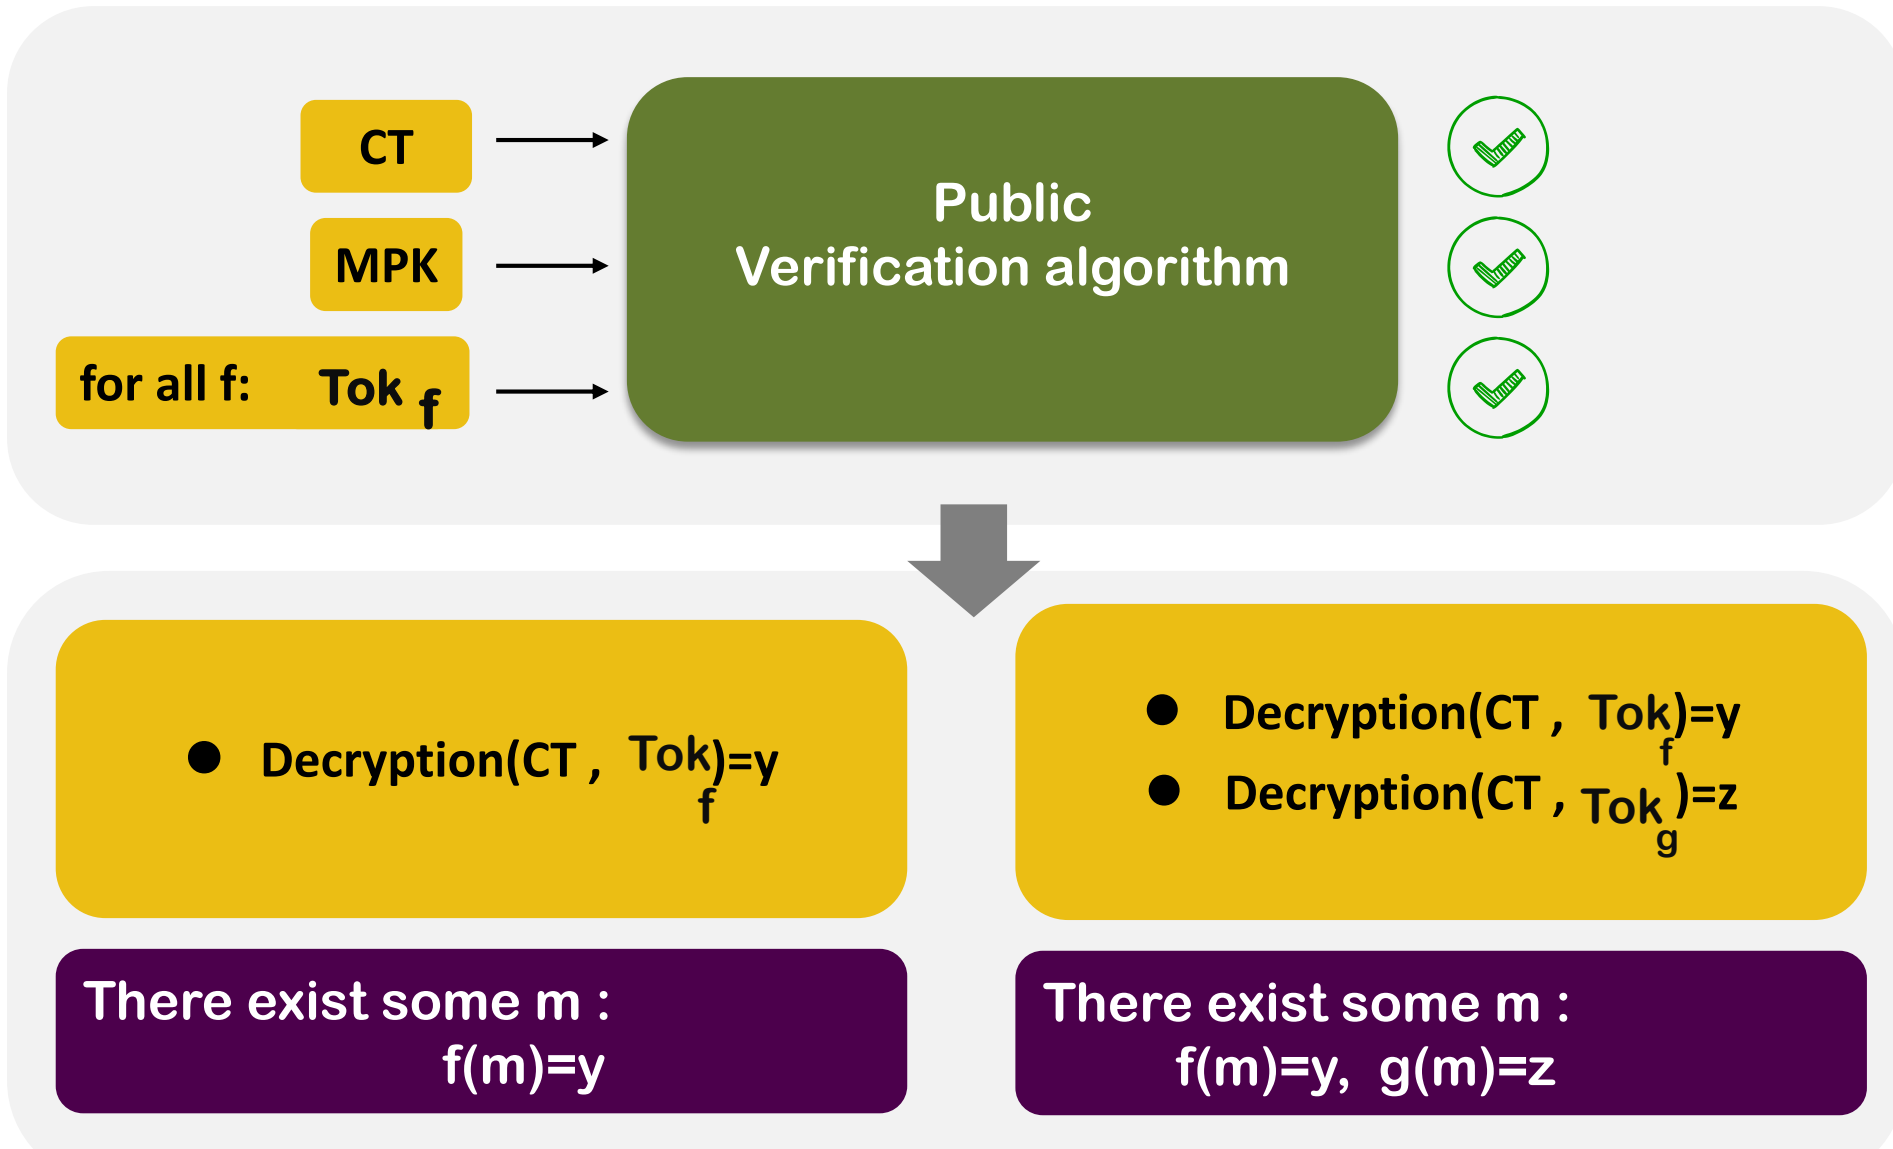 CT
MPK
for all f: Tok f
Public
Verification algorithm
● Decryption(CT , Tok f)=y
There exist some m :
f(m)=y
● Decryption(CT , Tok f)=y
● Decryption(CT , Tok g)=z
There exist some m :
f(m)=y, g(m)=z